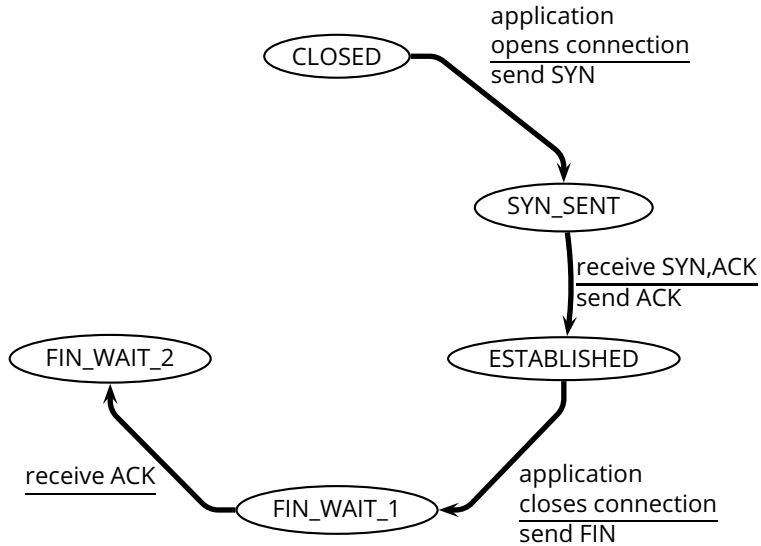 application
opens connection
send SYN
CLOSED
SYN_SENT
receive SYN,ACK
send ACK
FIN_WAIT_2
ESTABLISHED
receive ACK
application
closes connection
send FIN
FIN_WAIT_1